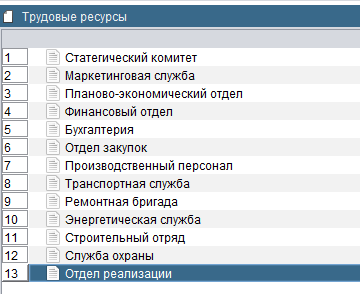 Трудовые ресурсы
1 Статегический комитет
2 Маркетинговая служба
3 Планово-экономический отдел
4 Финансовый отдел
5 Бухгалтерия
6 Отдел закупок
7 Производственный персонал
8 Транспортная служба
9 Ремонтная бригада
10 Энергетическая служба
11 Строительный отряд
12 Служба охраны
13 Отдел реализации